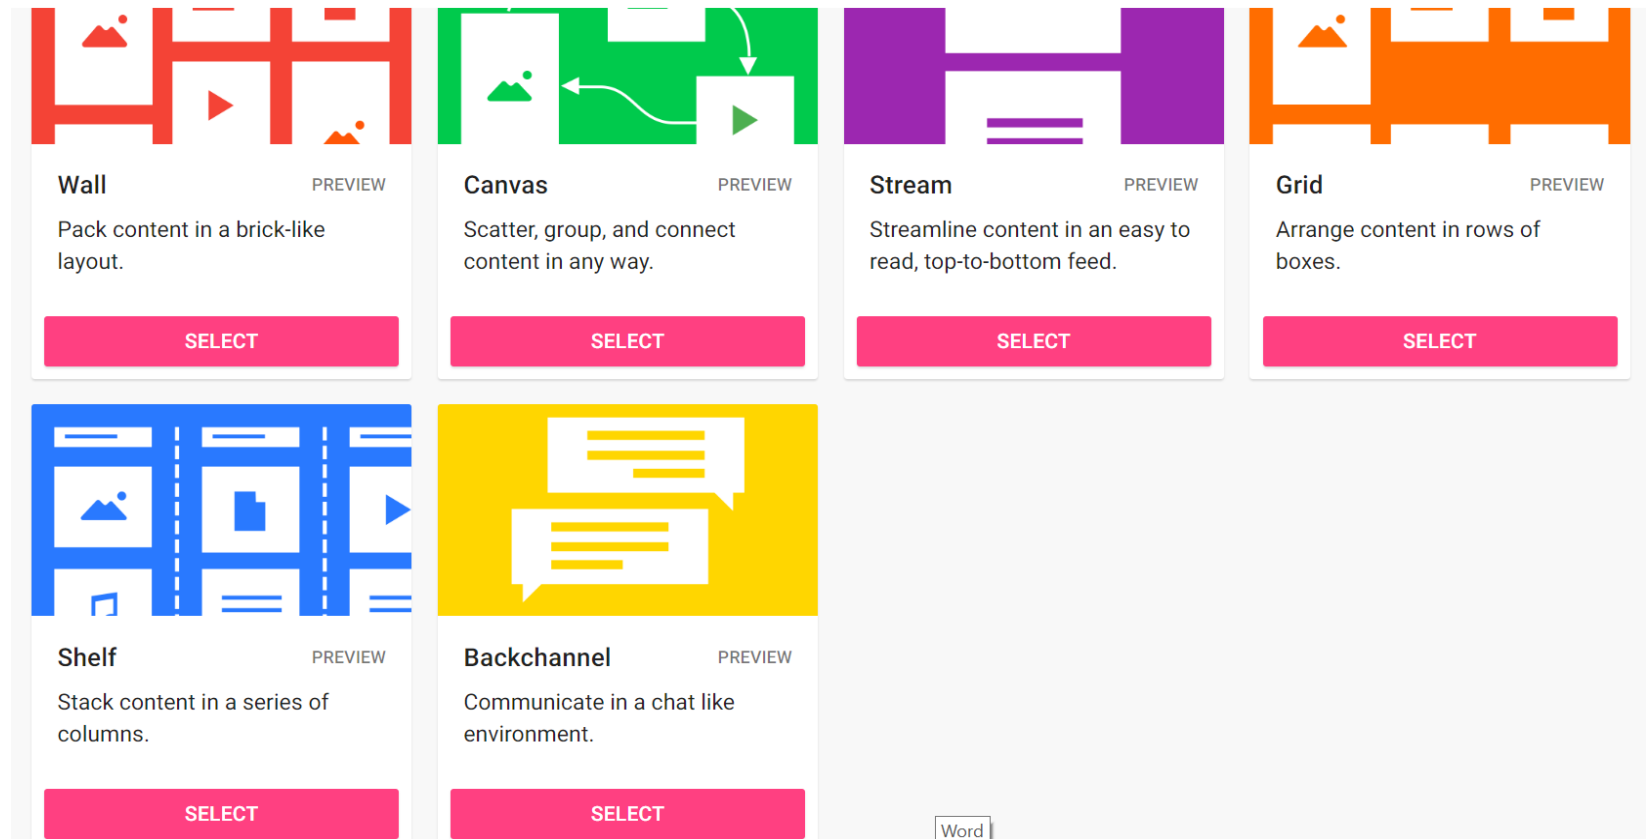 Wall PREVIEW
Pack content in a brick-like
layout.
SELECT
Canvas PREVIEW
Scatter, group, and connect
content in any way.
SELECT
Stream PREVIEW
Streamline content in an easy to
read, top-to-bottom feed.
SELECT
Grid PREVIEW
Arrange content in rows of
boxes.
SELECT
Shelf PREVIEW
Stack content in a series of
columns.
SELECT
Backchannel PREVIEW
Communicate in a chat like
environment.
SELECT
Word